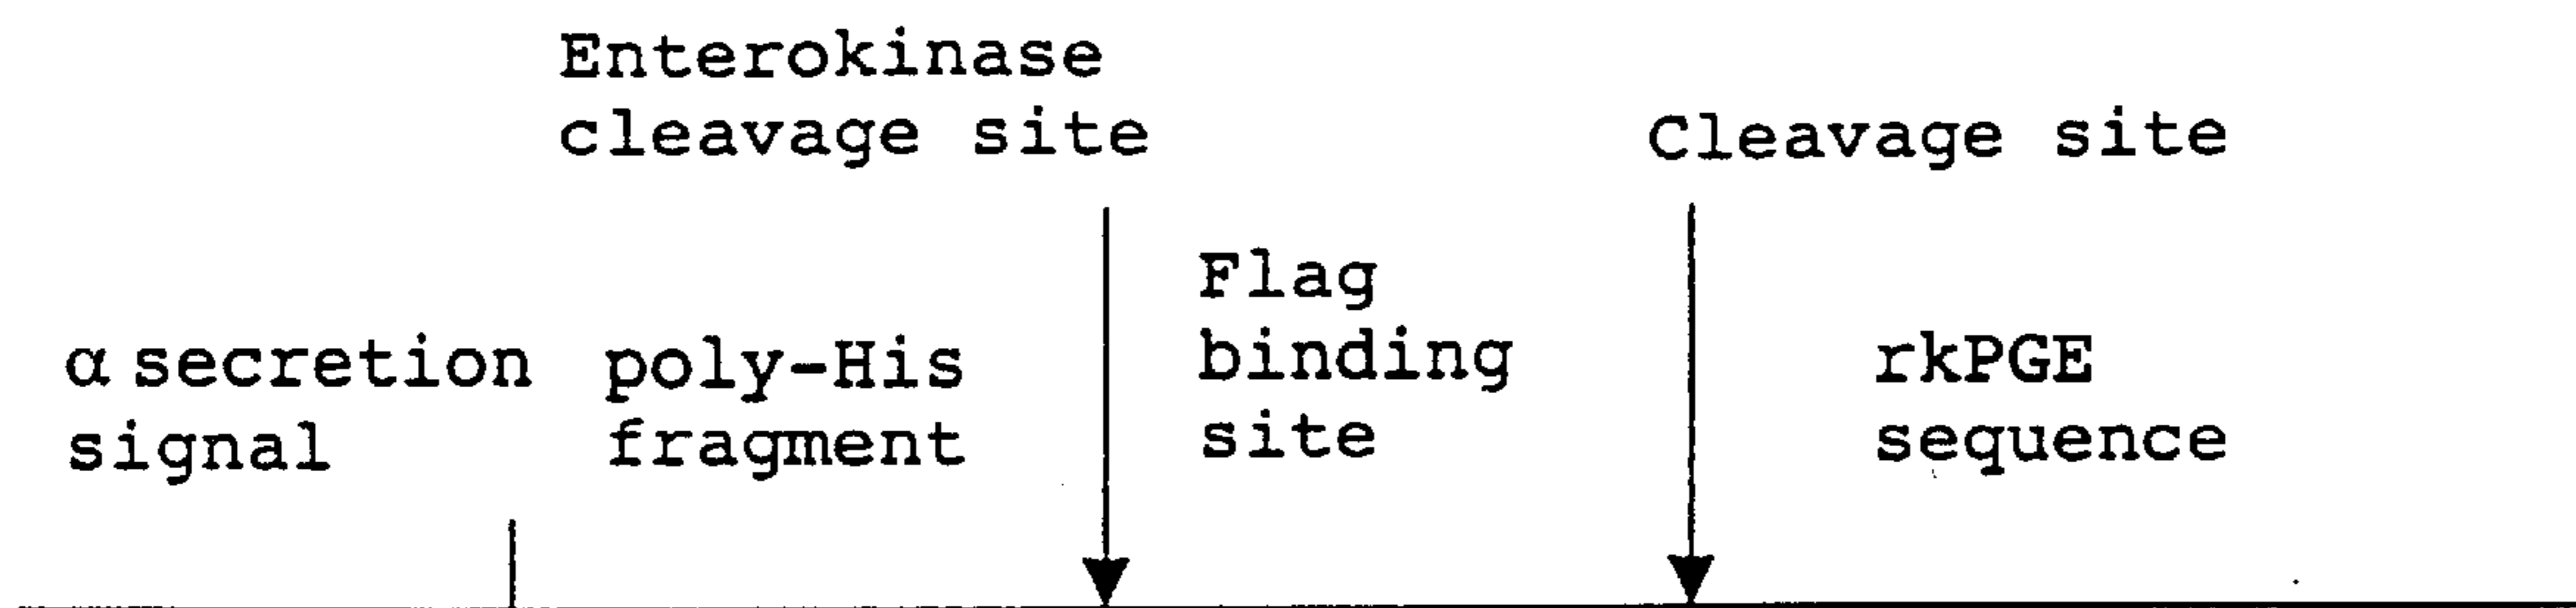 Enterokinase
cleavage site
Cleavage site
Flag
binding
site
α secretion
signal
poly-His
fragment
rkPGE
sequence